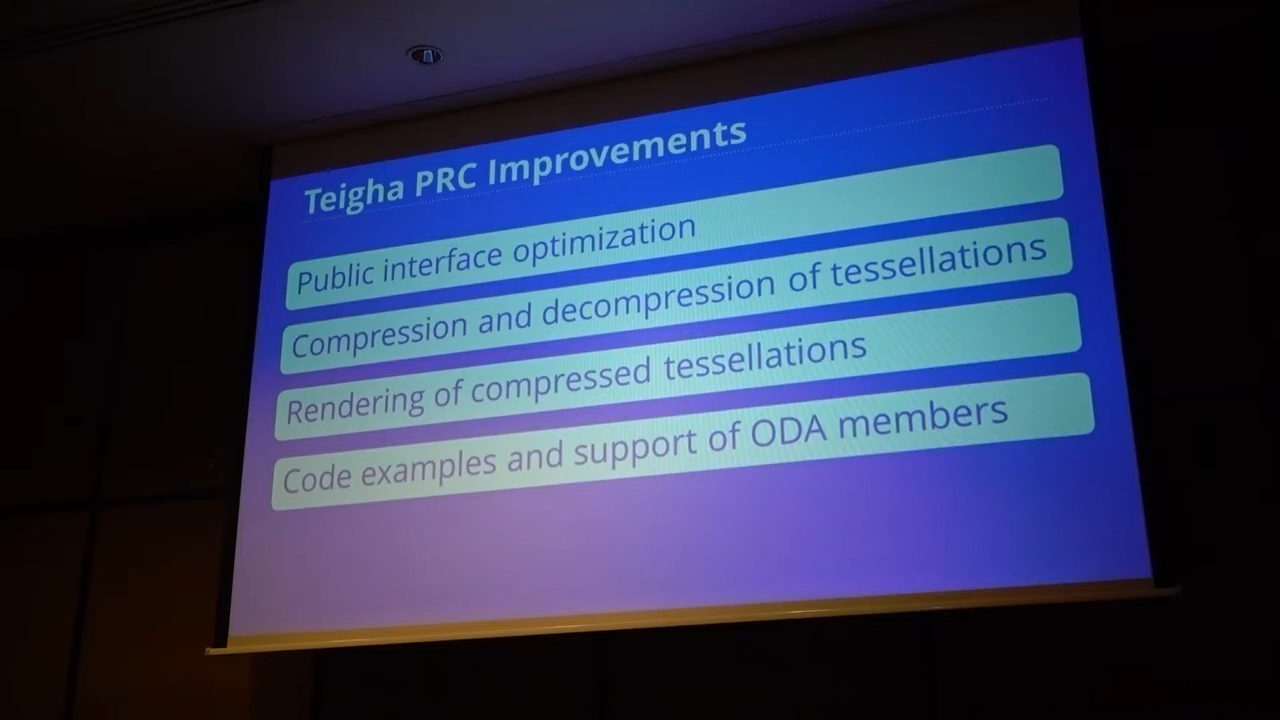 Teigha PRC Improvements
Public interface optimization
Compression and decompression of tessellations
Rendering of compressed tessellations
Code examples and support of ODA members